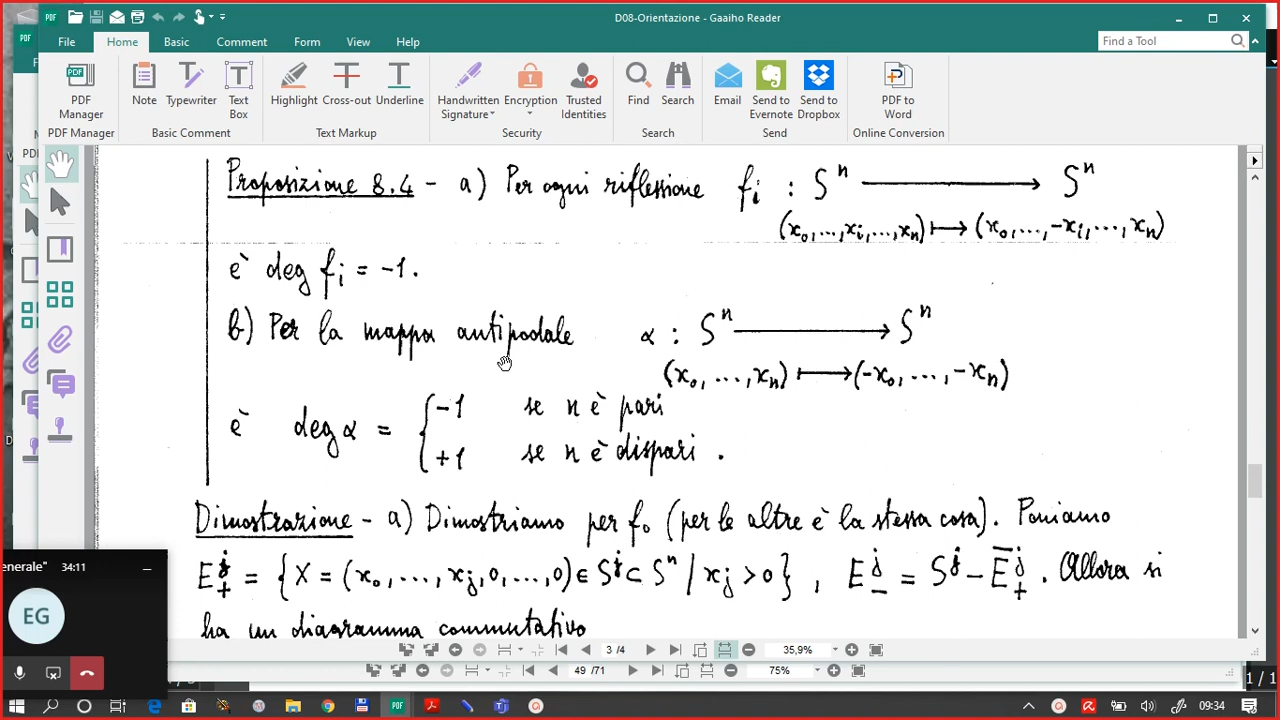 D08-Orientazione - Gaaiho Reader
File Home Basic Comment Form View Help
Find a Tool
PDF Manager Note Typewriter Text Box Highlight Cross-out Underline Handwritten Signature Encryption Trusted Identities Find Search Email Send to Evernote Send to Dropbox PDF to Word
PDF Manager Basic Comment Text Markup Security Search Send Online Conversion
Proposizione 8.4 - a) Per ogni riflessione f_i : S^n ⟶ S^n
(x_0,...,x_i,...,x_n) ⟼ (x_0,...,-x_i,...,x_n)
è deg f_i = -1.
b) Per la mappa antipodale α : S^n ⟶ S^n
(x_0,...,x_n) ⟼ (-x_0,...,-x_n)
è deg α = { -1 se n è pari
+1 se n è dispari .
Dimostrazione - a) Dimostriamo per f_0 (per le altre è la stessa cosa). Poniamo
E^j_+ = { X = (x_0,...,x_j,0,...,0) ∈ S^j ⊂ S^n | x_j > 0 } , E^j_- = S^j - \overline{E}^j_+ . Allora si
ha un diagramma commutativo
enerale" 34:11
EG
3 / 4 35,9%
49 / 71 75%
1 / 1
09:34